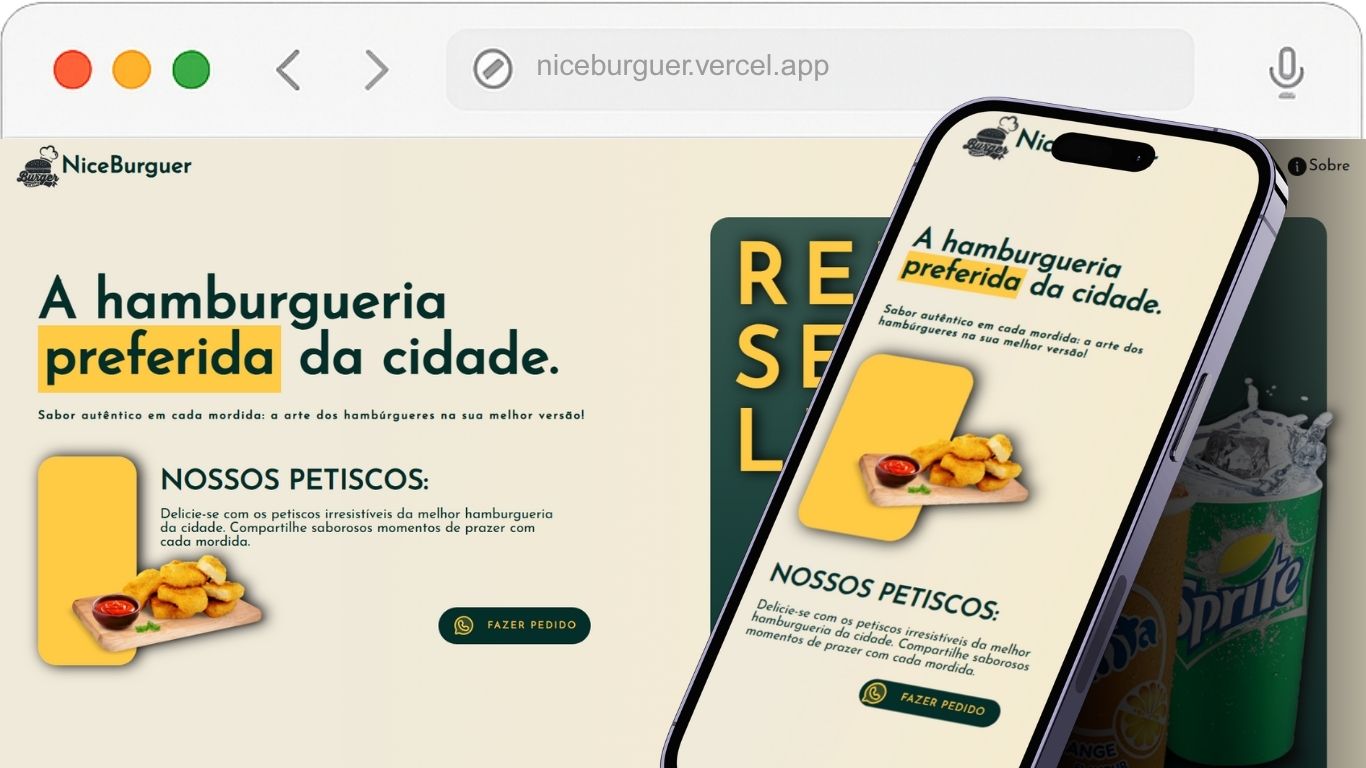 niceburguer.vercel.app
Burger
NiceBurguer
Sobre
A hamburgueria
preferida da cidade.
Sabor autêntico em cada mordida: a arte dos hambúrgueres na sua melhor versão!
NOSSOS PETISCOS:
Delicie-se com os petiscos irresistíveis da melhor hamburgueria
da cidade. Compartilhe saborosos momentos de prazer com
cada mordida.
FAZER PEDIDO
RE
SE
L
Sprite
Burger
Nic
A hamburgueria
preferida da cidade.
Sabor autêntico em cada mordida: a arte dos
hambúrgueres na sua melhor versão!
NOSSOS PETISCOS:
Delicie-se com os petiscos irresistíveis da melhor
hamburgueria da cidade. Compartilhe saborosos
momentos de prazer com cada mordida.
FAZER PEDIDO